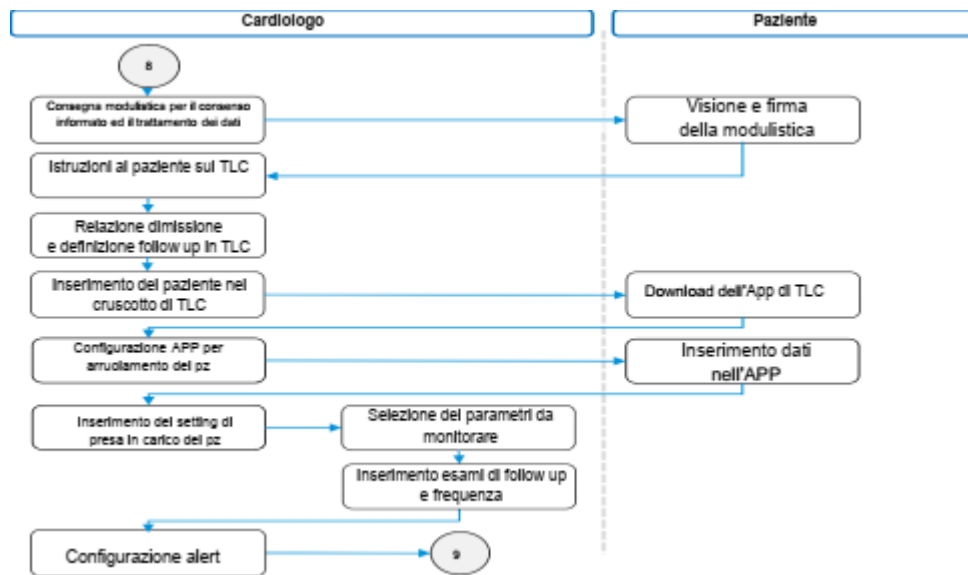 Cardiologo
Paziente
8
Consegna modulistica per il consenso
informato ed il trattamento dei dati
Visione e firma
della modulistica
Istruzioni al paziente sul TLC
Relazione dimissione
e definizione follow up in TLC
Inserimento del paziente nel
cruscotto di TLC
Download dell'App di TLC
Configurazione APP per
arruolamento del pz
Inserimento dati
nell'APP
Inserimento del setting di
presa in carico del pz
Selezione dei parametri da
monitorare
Inserimento esami di follow up
e frequenza
Configurazione alert
9